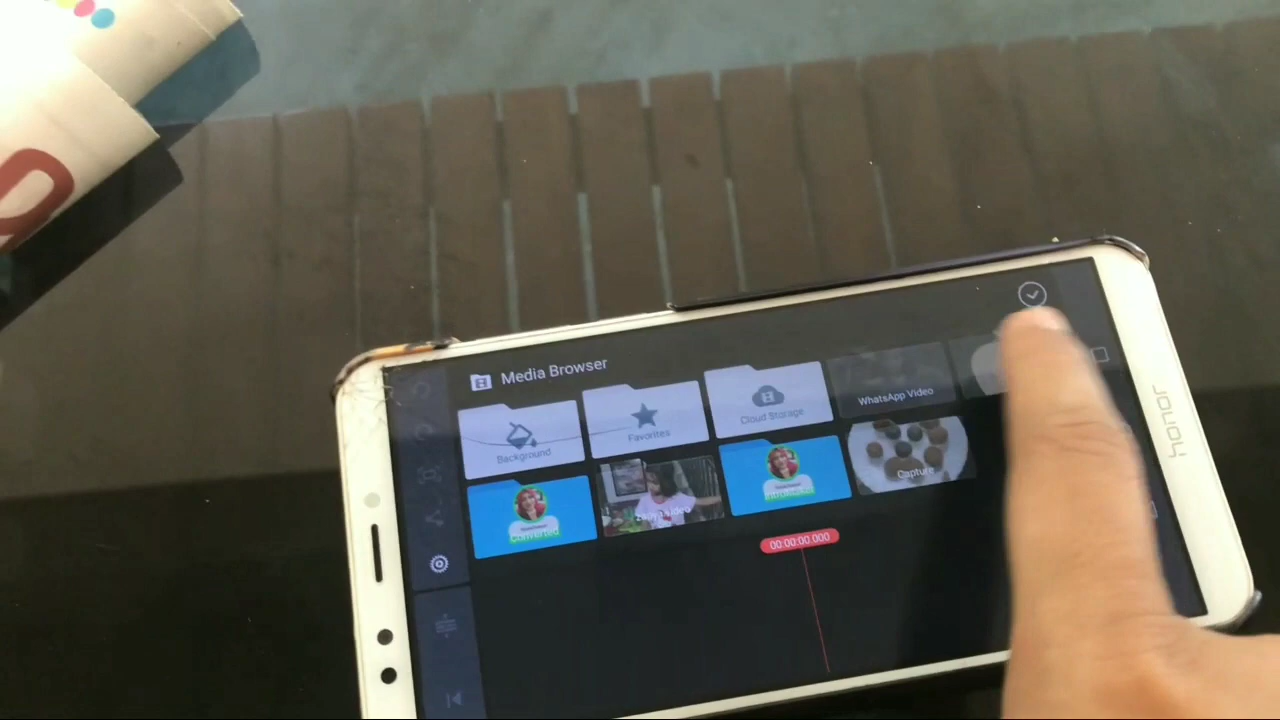 Media Browser
Background
Favorites
Cloud Storage
WhatsApp Video
Converted
Capture
00:00:00.000
honor